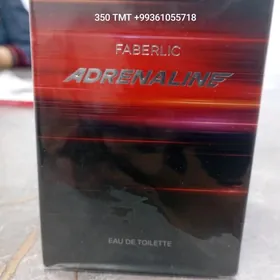 350 TMT +99361055718
FABERLIC
ADRENALINE
EAU DE TOILETTE